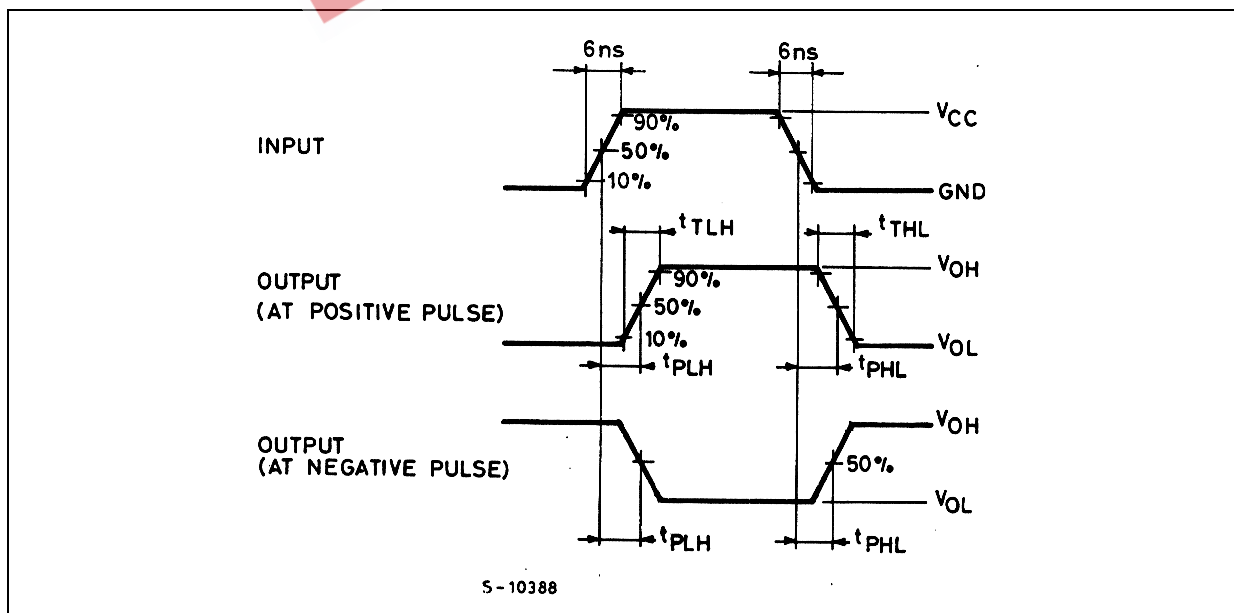 6ns 6ns
VCC
90%
INPUT
50%
10%
GND
tTLH tTHL
VOH
OUTPUT
90%
(AT POSITIVE PULSE)
50%
10%
VOL
tPLH tPHL
VOH
OUTPUT
(AT NEGATIVE PULSE)
50%
VOL
tPLH tPHL
S-10388